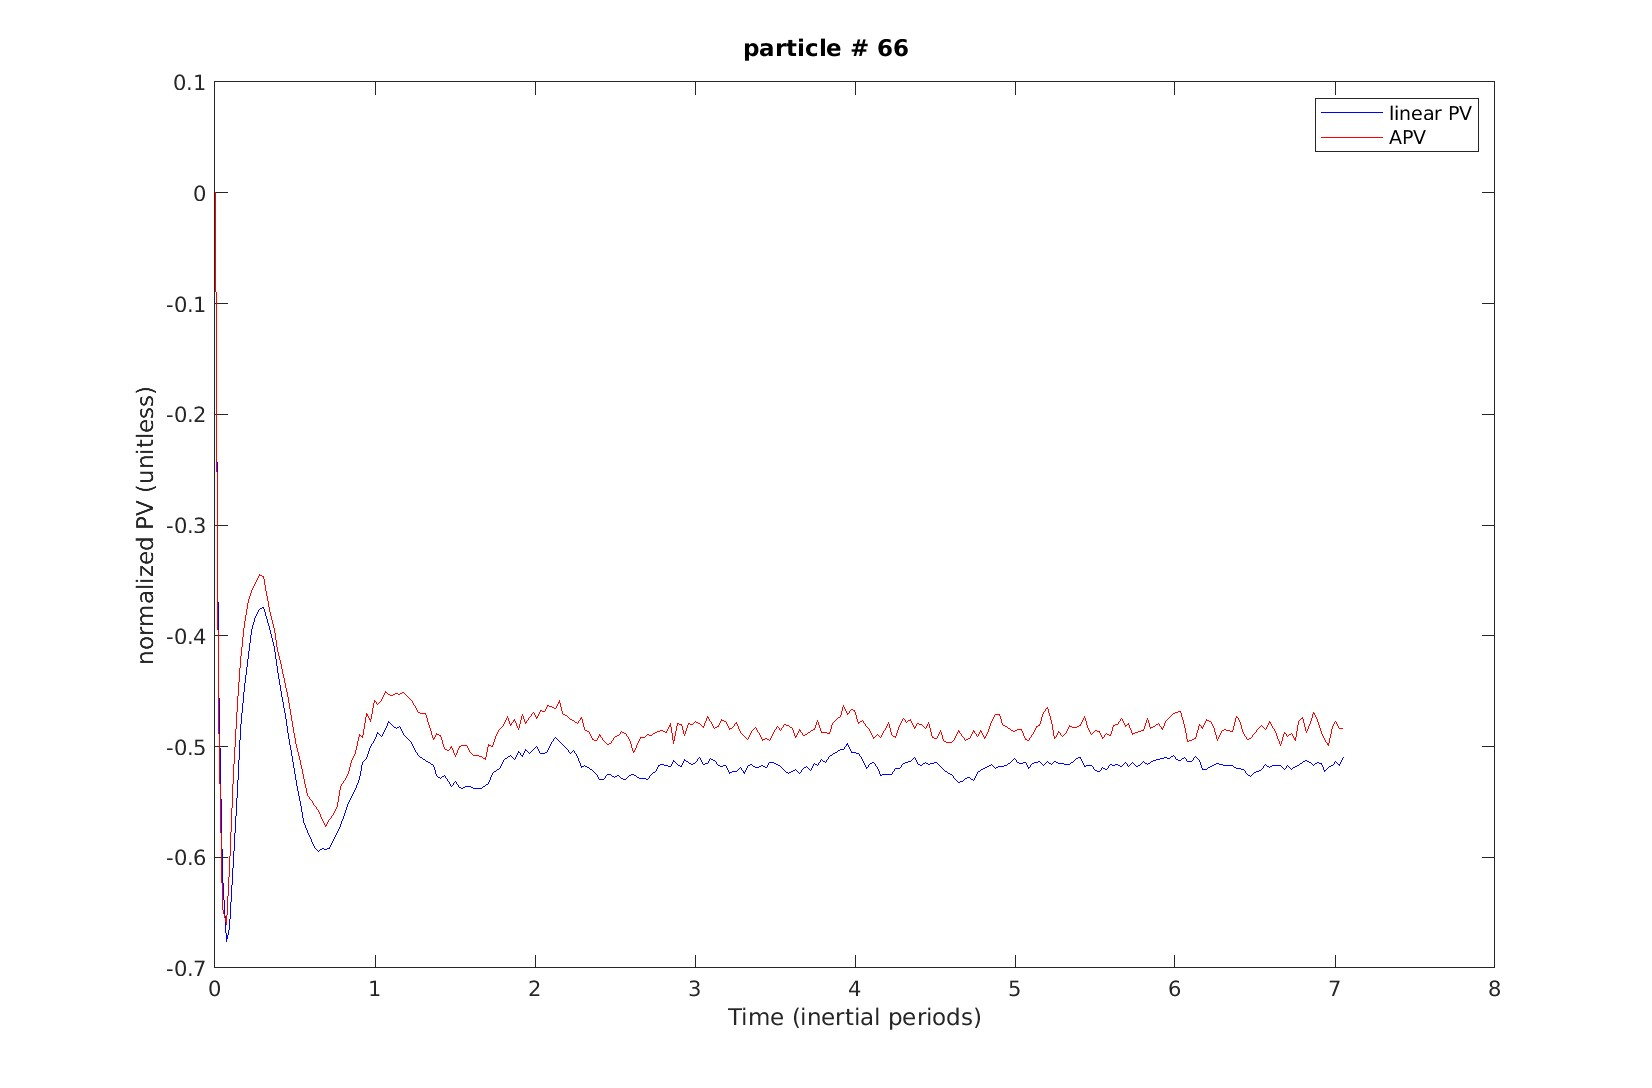 particle # 66
linear PV
APV
normalized PV (unitless)
0.1
0
-0.1
-0.2
-0.3
-0.4
-0.5
-0.6
-0.7
0 1 2 3 4 5 6 7 8
Time (inertial periods)